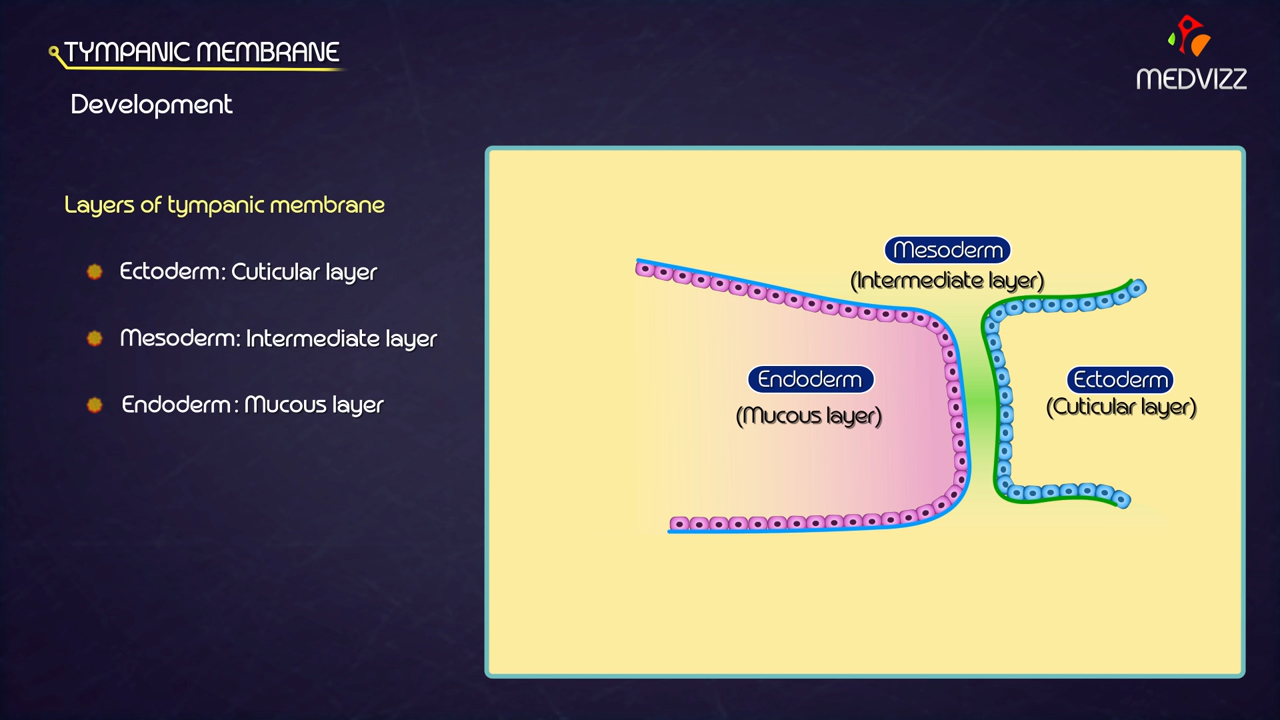 TYMPANIC MEMBRANE
MEDVIZZ
Development
Layers of tympanic membrane
Ectoderm: Cuticular layer
Mesoderm: Intermediate layer
Endoderm: Mucous layer
Mesoderm
(Intermediate layer)
Endoderm
(Mucous layer)
Ectoderm
(Cuticular layer)